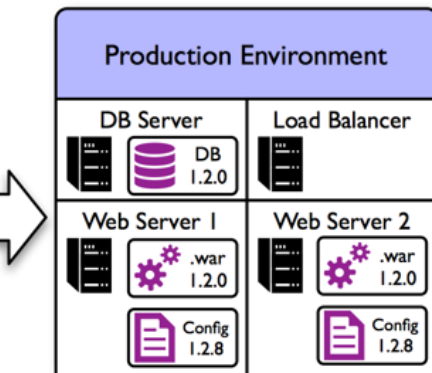 Production Environment
DB Server
DB
1.2.0
Load Balancer
Web Server 1
.war
1.2.0
Config
1.2.8
Web Server 2
.war
1.2.0
Config
1.2.8